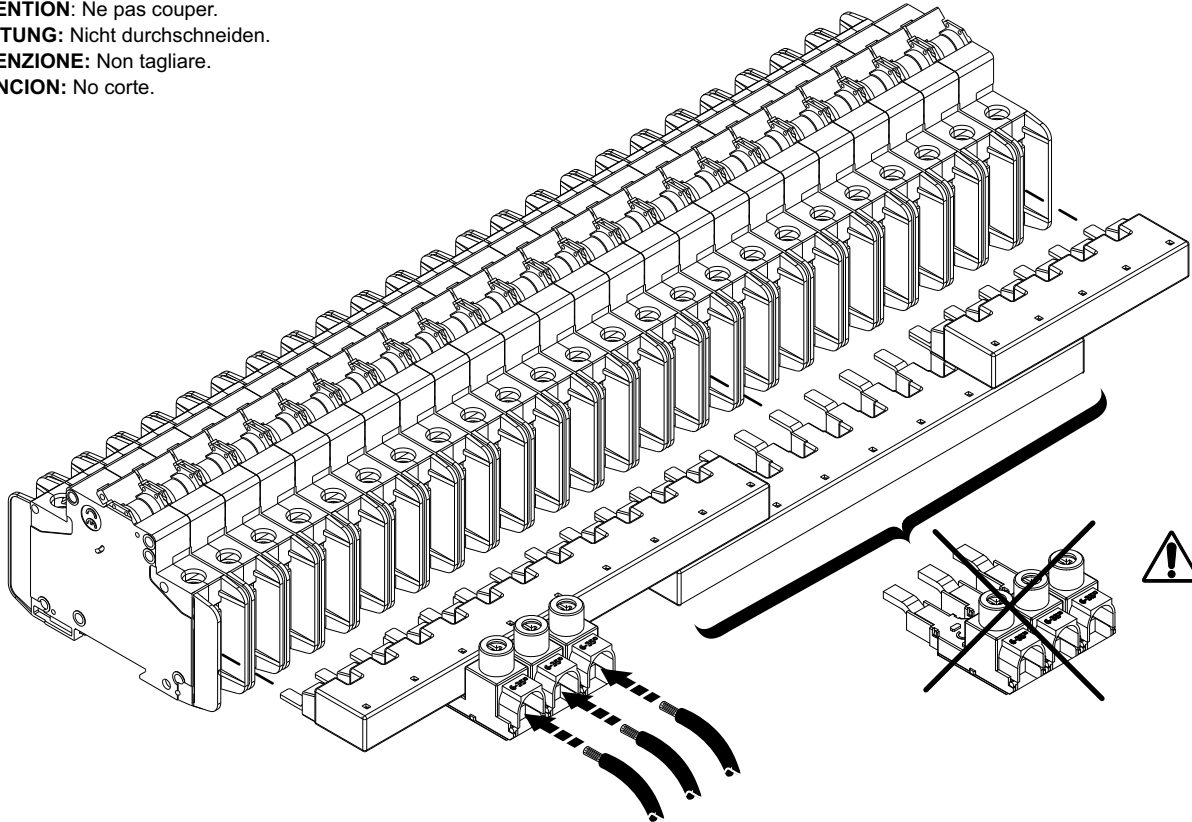 ENTION: Ne pas couper.
TUNG: Nicht durchschneiden.
ENZIONE: Non tagliare.
NCION: No corte.